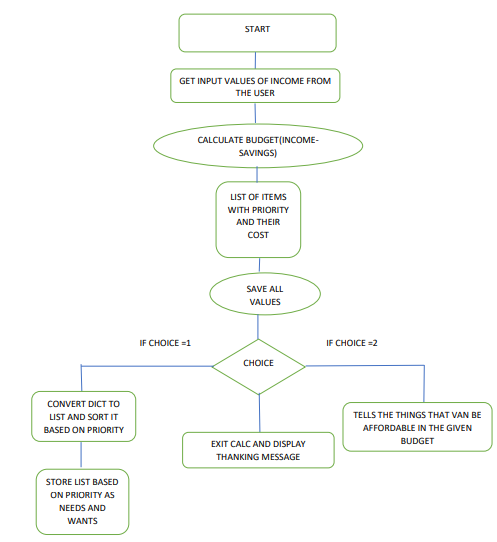 START
GET INPUT VALUES OF INCOME FROM
THE USER
CALCULATE BUDGET(INCOME-
SAVINGS)
LIST OF ITEMS
WITH PRIORITY
AND THEIR
COST
SAVE ALL
VALUES
IF CHOICE =1
IF CHOICE =2
CHOICE
CONVERT DICT TO
LIST AND SORT IT
BASED ON PRIORITY
EXIT CALC AND DISPLAY
THANKING MESSAGE
TELLS THE THINGS THAT VAN BE
AFFORDABLE IN THE GIVEN
BUDGET
STORE LIST BASED
ON PRIORITY AS
NEEDS AND
WANTS